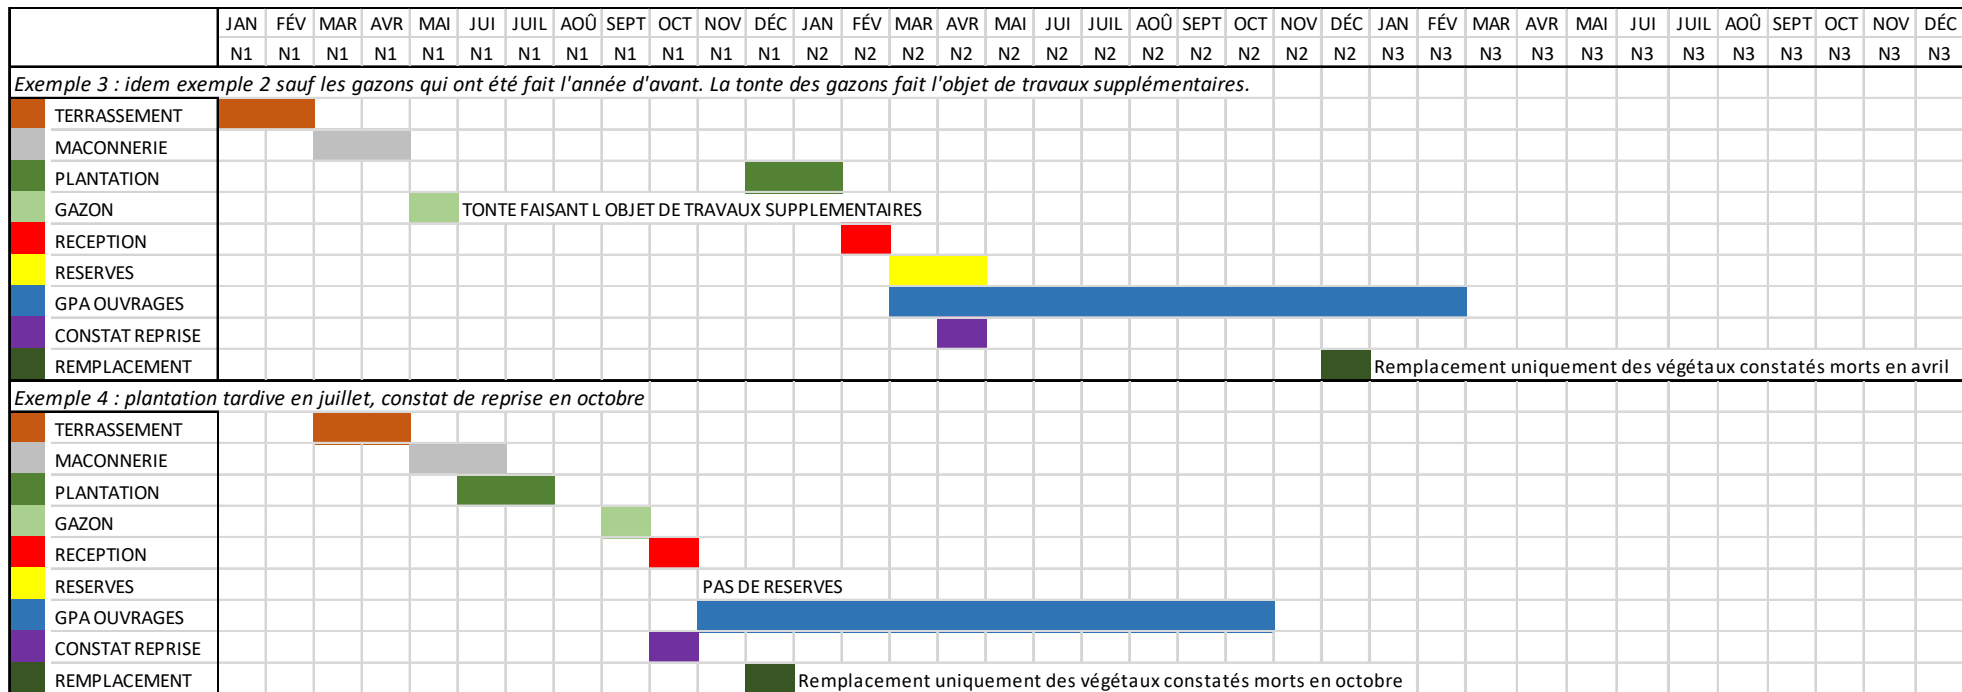 JAN FÉV MAR AVR MAI JUI JUIL AOÛ SEPT OCT NOV DÉC JAN FÉV MAR AVR MAI JUI JUIL AOÛ SEPT OCT NOV DÉC JAN FÉV MAR AVR MAI JUI JUIL AOÛ SEPT OCT NOV DÉC
N1 N1 N1 N1 N1 N1 N1 N1 N1 N1 N1 N1 N2 N2 N2 N2 N2 N2 N2 N2 N2 N2 N2 N2 N3 N3 N3 N3 N3 N3 N3 N3 N3 N3 N3 N3
Exemple 3 : idem exemple 2 sauf les gazons qui ont été fait l'année d'avant. La tonte des gazons fait l'objet de travaux supplémentaires.
TERRASSEMENT
MACONNERIE
PLANTATION
GAZON TONTE FAISANT L OBJET DE TRAVAUX SUPPLEMENTAIRES
RECEPTION
RESERVES
GPA OUVRAGES
CONSTAT REPRISE
REMPLACEMENT Remplacement uniquement des végétaux constatés morts en avril
Exemple 4 : plantation tardive en juillet, constat de reprise en octobre
TERRASSEMENT
MACONNERIE
PLANTATION
GAZON
RECEPTION
RESERVES PAS DE RESERVES
GPA OUVRAGES
CONSTAT REPRISE
REMPLACEMENT Remplacement uniquement des végétaux constatés morts en octobre